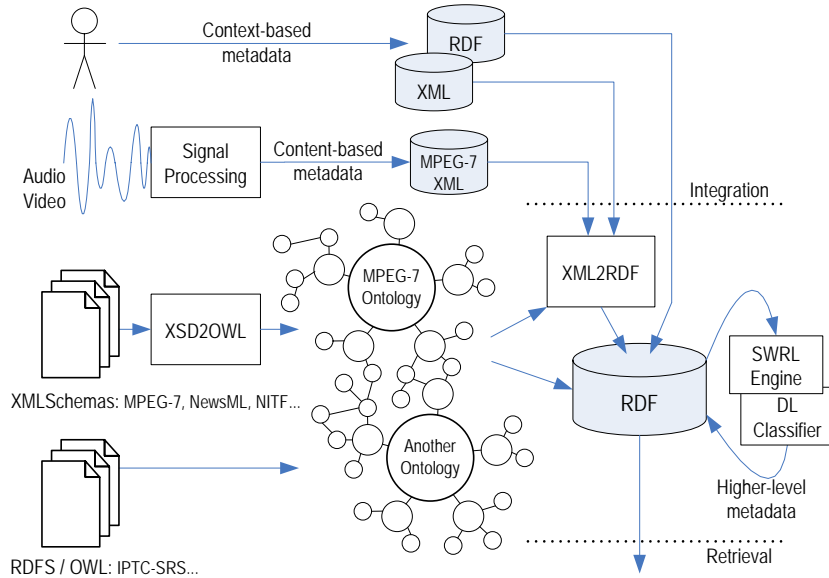 Context-based
metadata
RDF
XML
Audio
Video
Signal
Processing
Content-based
metadata
MPEG-7
XML
Integration
MPEG-7
Ontology
XML2RDF
XSD2OWL
SWRL
Engine
DL
Classifier
RDF
XMLSchemas: MPEG-7, NewsML, NITF...
Another
Ontology
Higher-level
metadata
RDFS / OWL: IPTC-SRS...
Retrieval